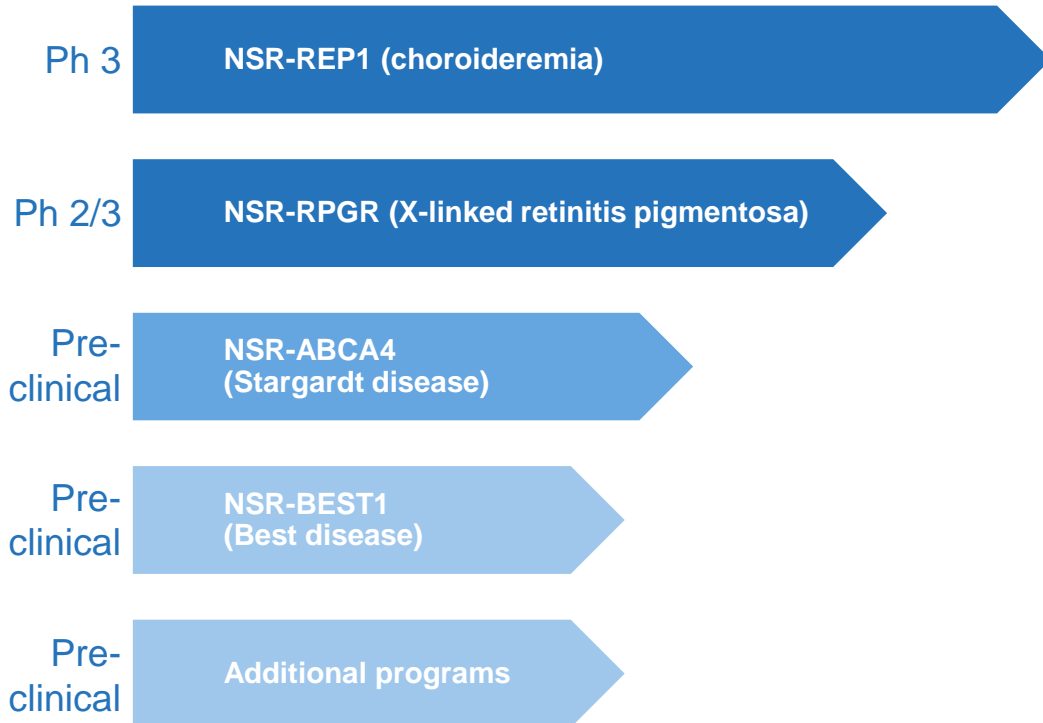 Ph 3
NSR-REP1 (choroideremia)
Ph 2/3
NSR-RPGR (X-linked retinitis pigmentosa)
Pre-
clinical
NSR-ABCA4
(Stargardt disease)
Pre-
clinical
NSR-BEST1
(Best disease)
Pre-
clinical
Additional programs